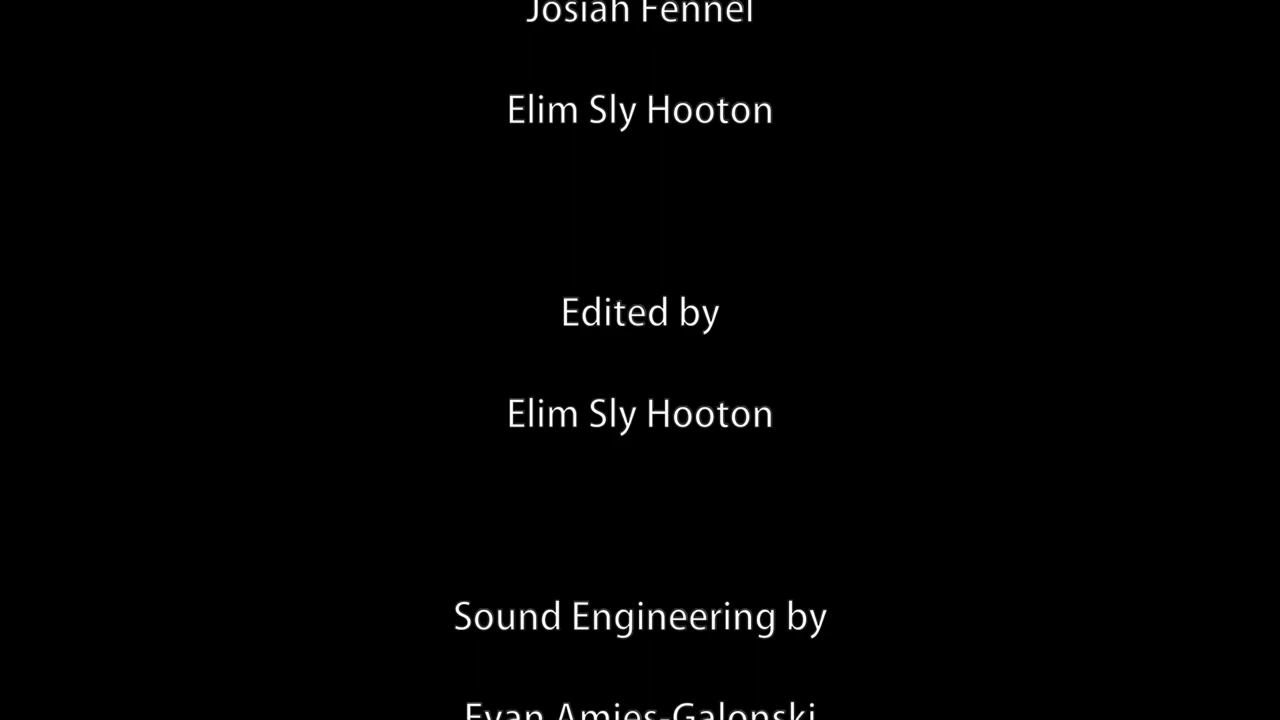 Josiah Fennel
Elim Sly Hooton
Edited by
Elim Sly Hooton
Sound Engineering by
Evan Amies-Galonski